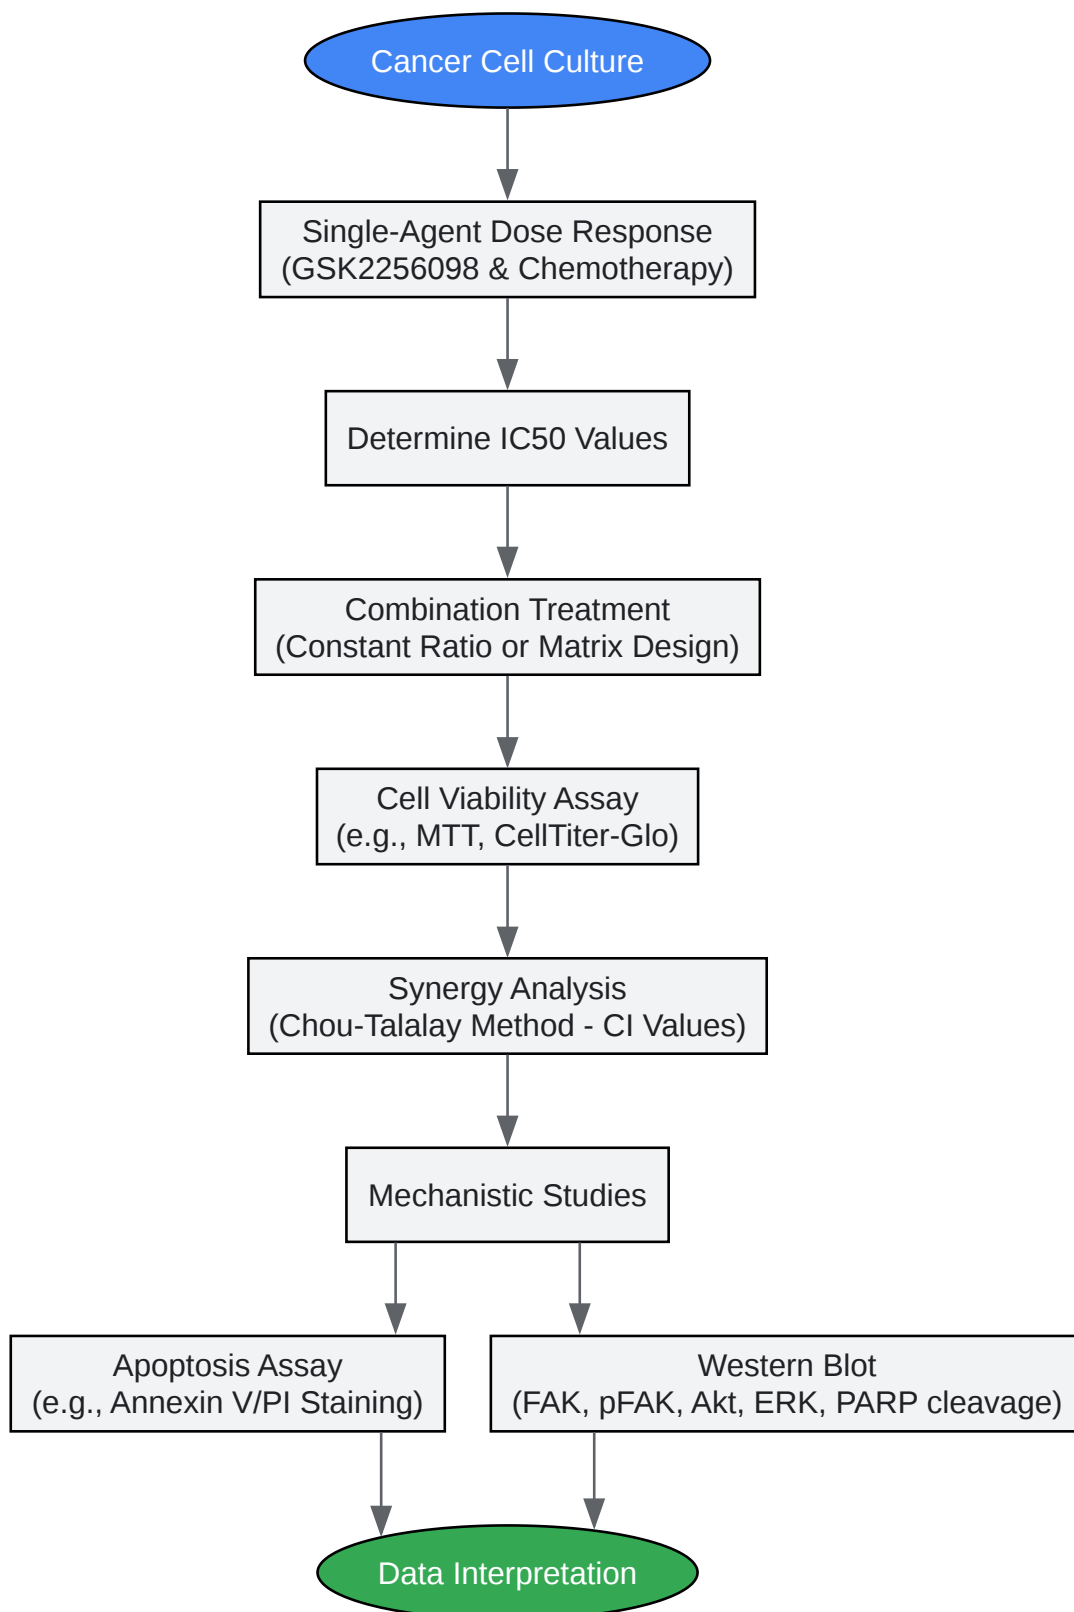 Cancer Cell Culture
Single-Agent Dose Response
(GSK2256098 & Chemotherapy)
Determine IC50 Values
Combination Treatment
(Constant Ratio or Matrix Design)
Cell Viability Assay
(e.g., MTT, CellTiter-Glo)
Synergy Analysis
(Chou-Talalay Method - CI Values)
Mechanistic Studies
Apoptosis Assay
(e.g., Annexin V/PI Staining)
Western Blot
(FAK, pFAK, Akt, ERK, PARP cleavage)
Data Interpretation